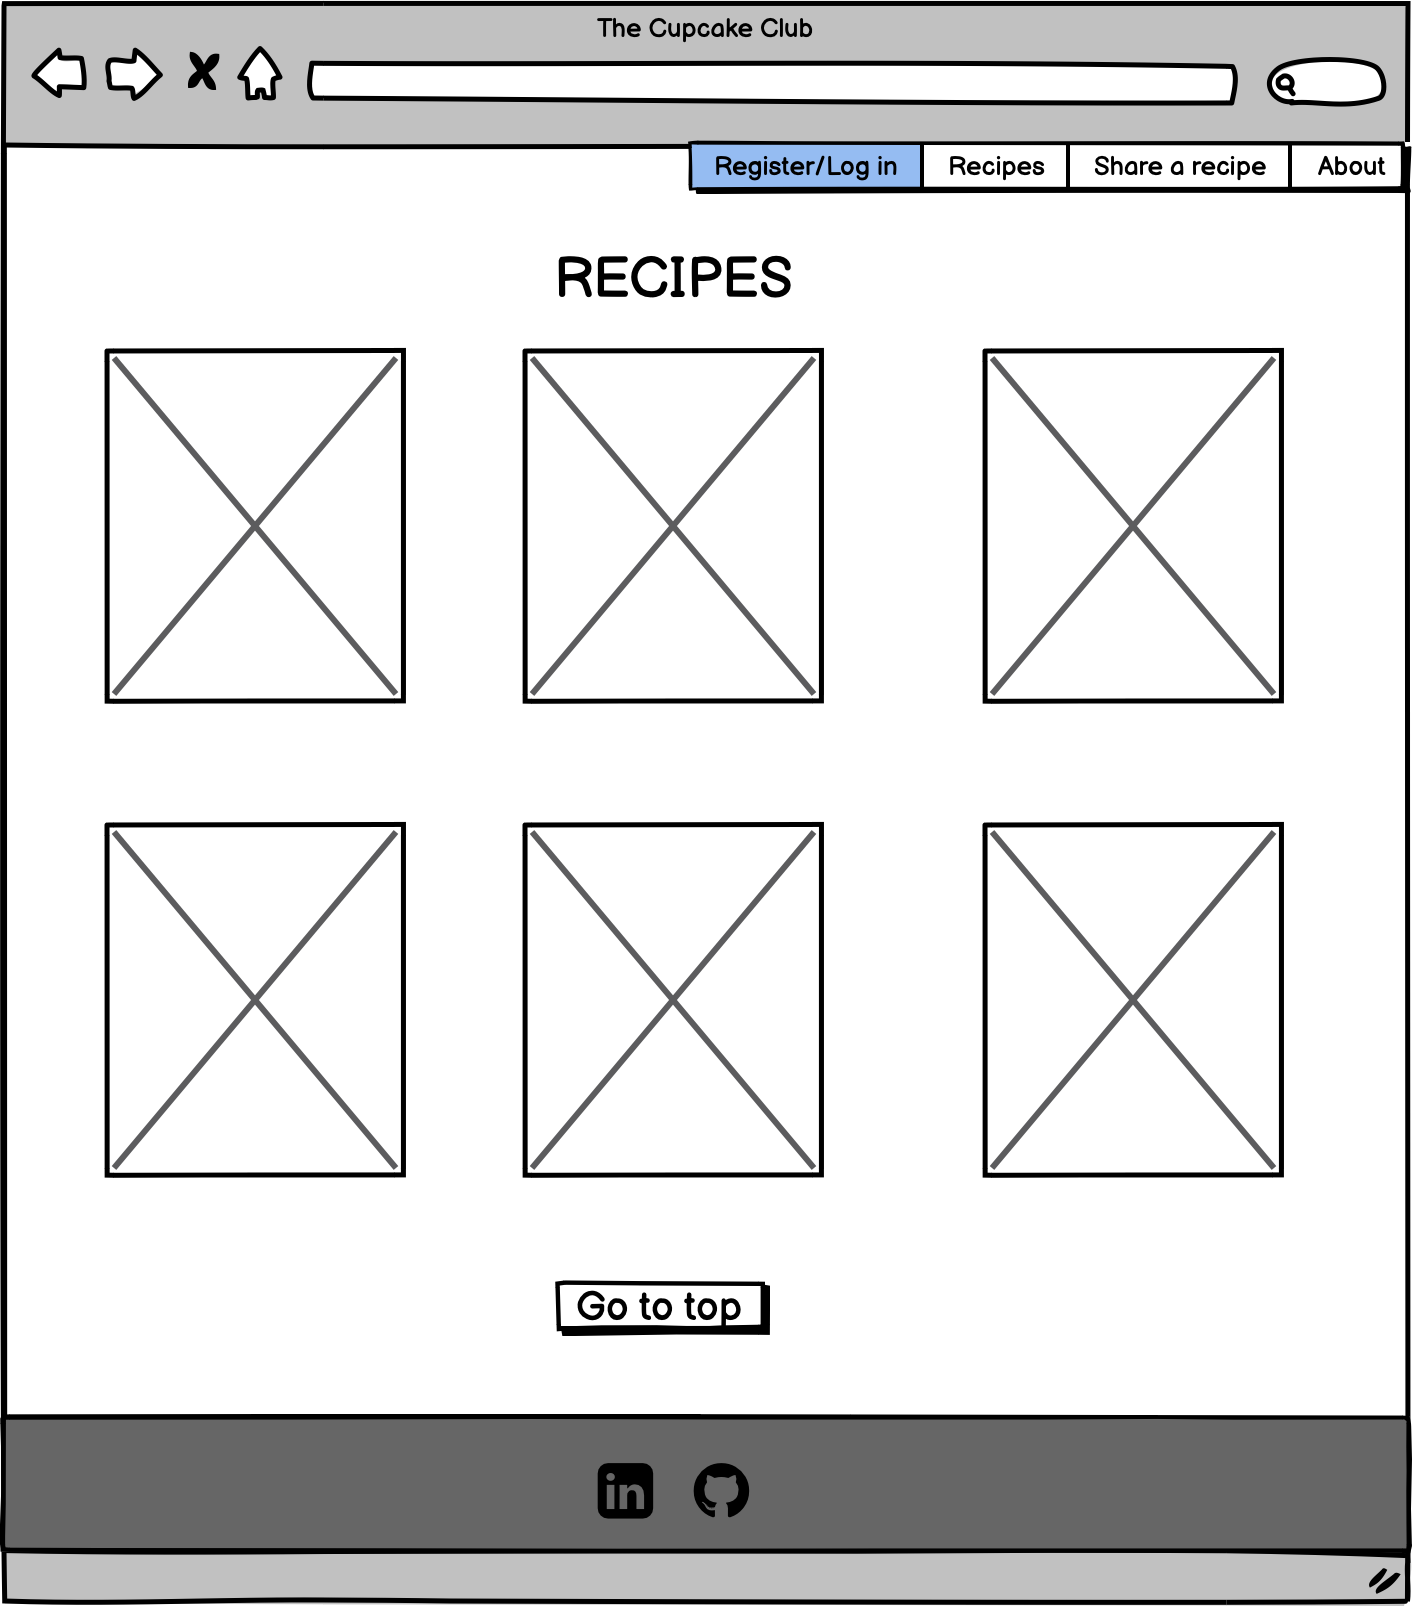 The Cupcake Club
Register/Log in Recipes Share a recipe About
RECIPES
Go to top
in